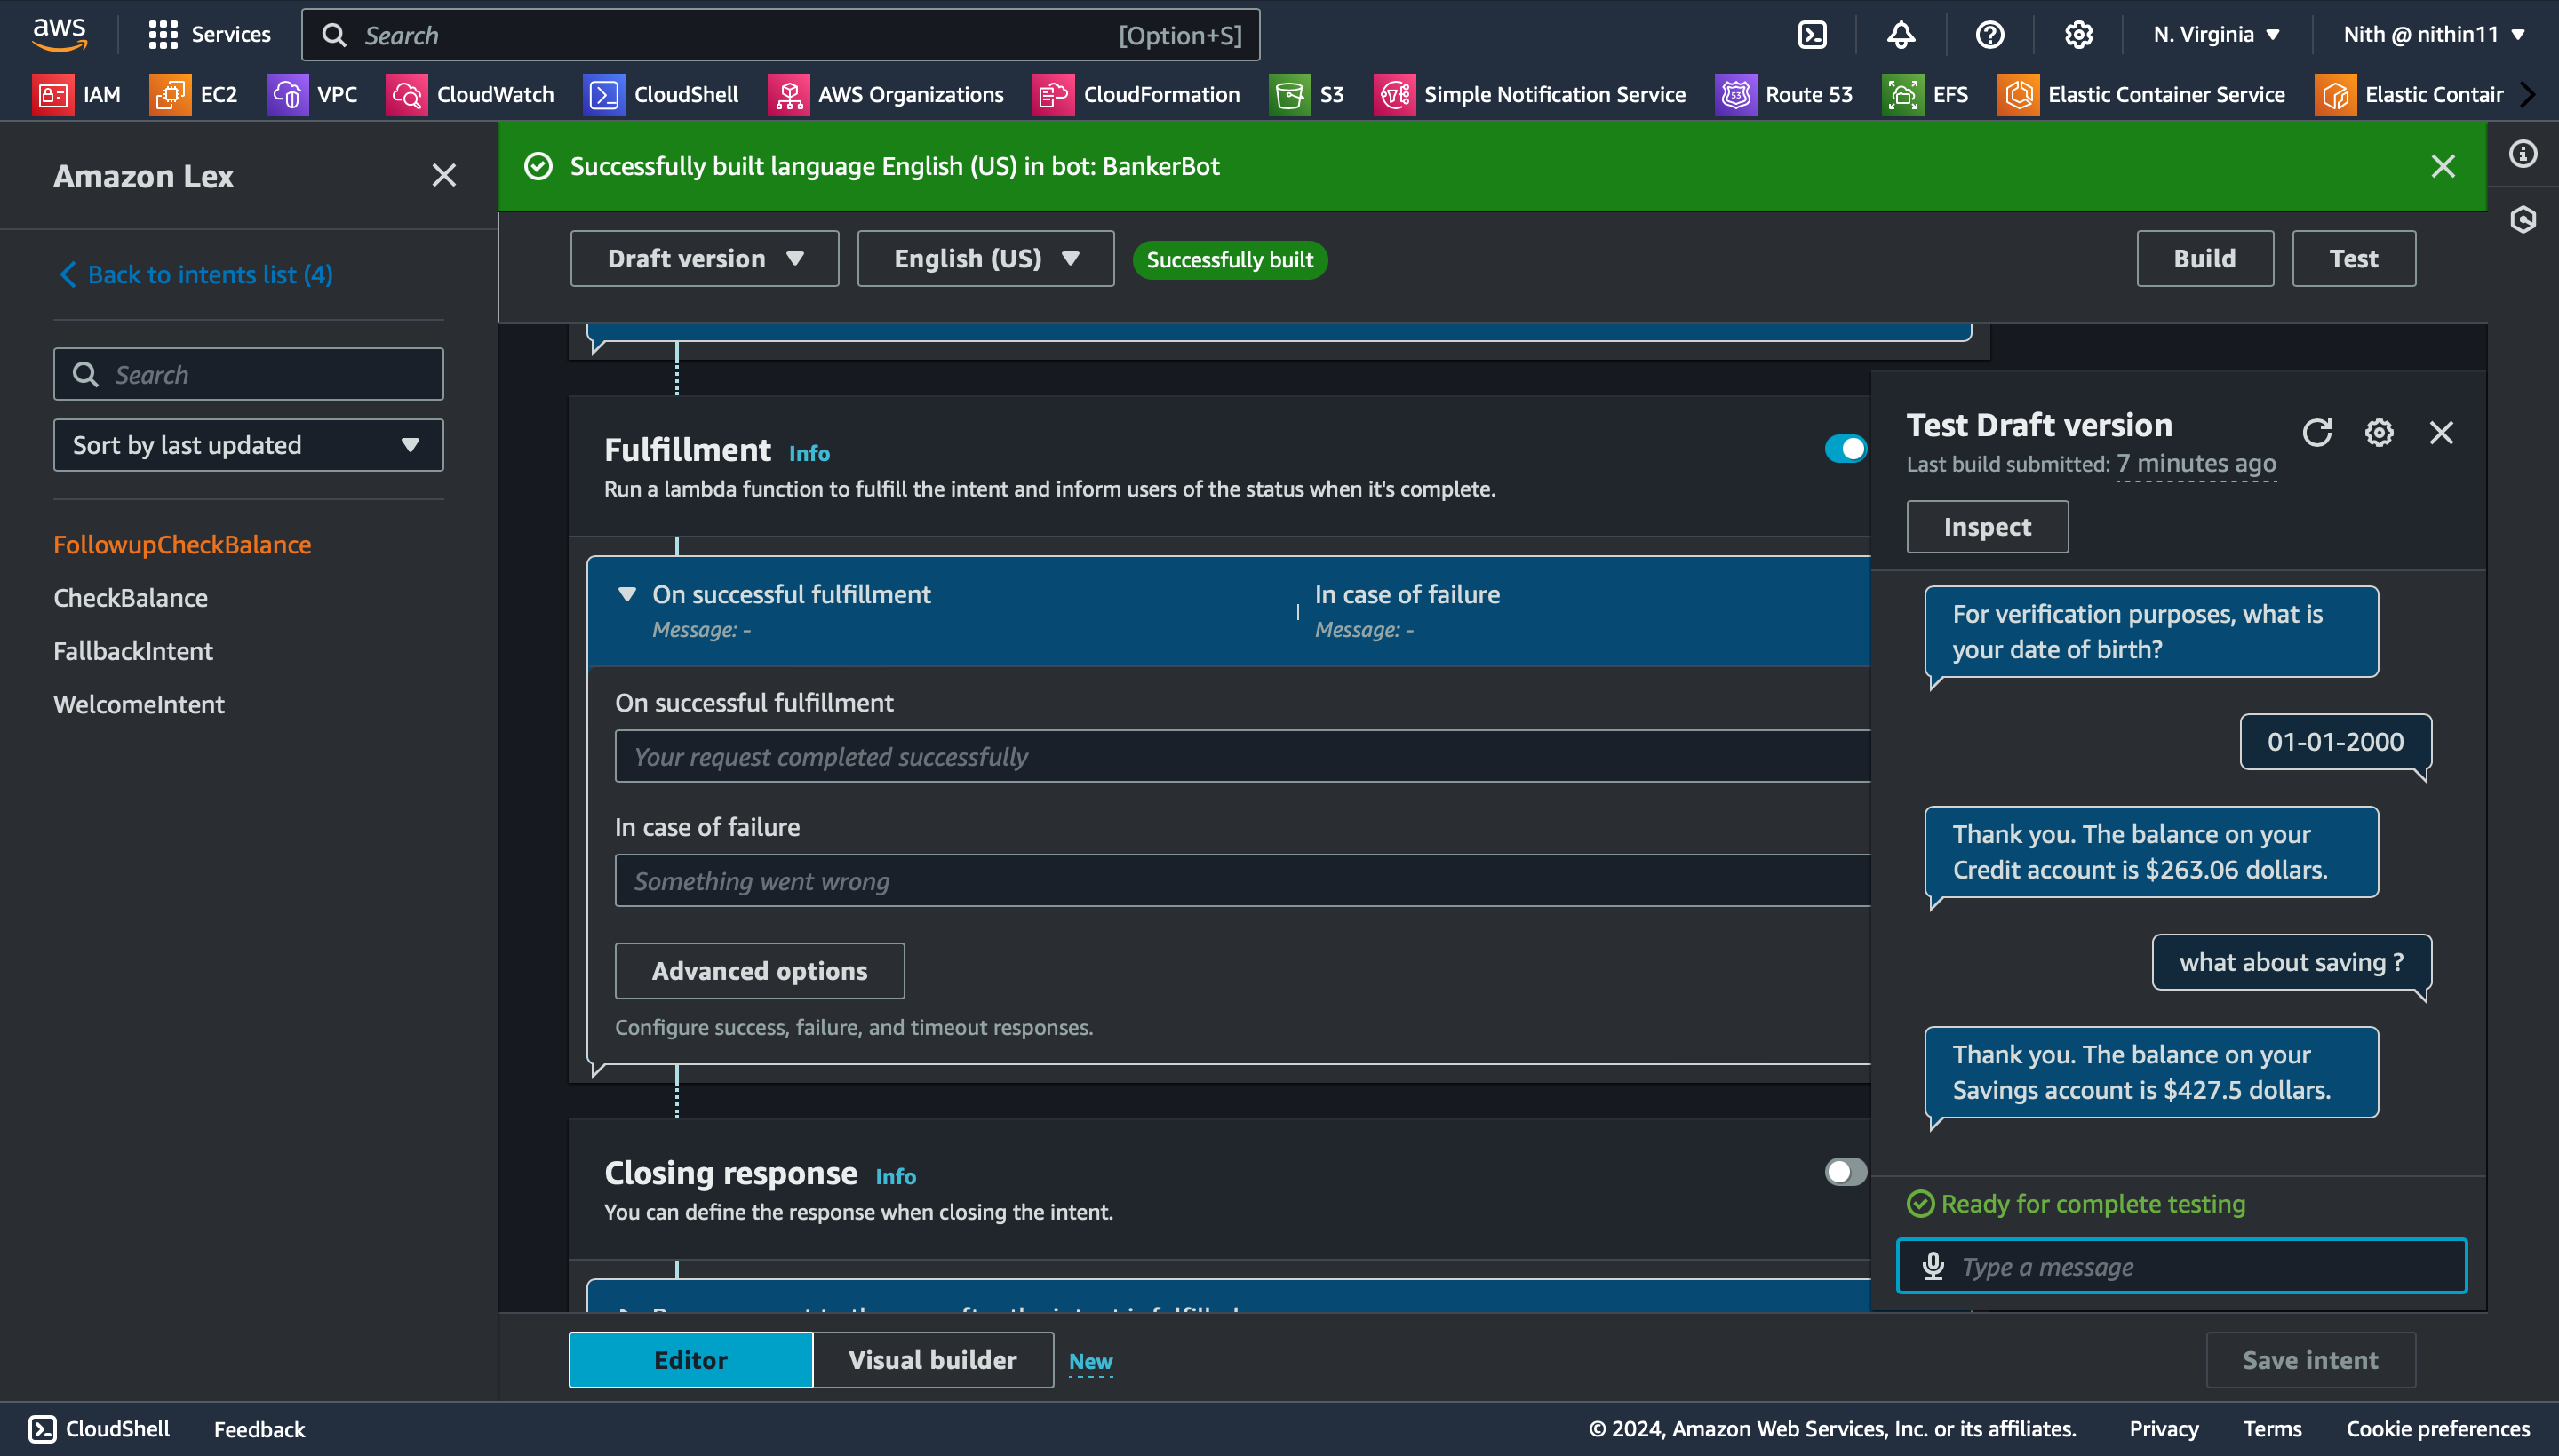 aws
Services
Search
[Option+S]
N. Virginia
Nith @ nithin11
IAM
EC2
VPC
CloudWatch
CloudShell
AWS Organizations
CloudFormation
S3
Simple Notification Service
53
Route 53
EFS
Elastic Container Service
Elastic Contair
Amazon Lex
Back to intents list (4)
Search
Sort by last updated
FollowupCheckBalance
CheckBalance
FallbackIntent
WelcomeIntent
Successfully built language English (US) in bot: BankerBot
Draft version
English (US)
Successfully built
Build
Test
Fulfillment Info
Run a lambda function to fulfill the intent and inform users of the status when it's complete.
On successful fulfillment
Message: -
In case of failure
Message: -
On successful fulfillment
Your request completed successfully
In case of failure
Something went wrong
Advanced options
Configure success, failure, and timeout responses.
Closing response Info
You can define the response when closing the intent.
Test Draft version
Last build submitted: 7 minutes ago
Inspect
For verification purposes, what is
your date of birth?
01-01-2000
Thank you. The balance on your
Credit account is $263.06 dollars.
what about saving ?
Thank you. The balance on your
Savings account is $427.5 dollars.
Ready for complete testing
Type a message
Editor
Visual builder
New
Save intent
CloudShell
Feedback
© 2024, Amazon Web Services, Inc. or its affiliates.
Privacy
Terms
Cookie preferences